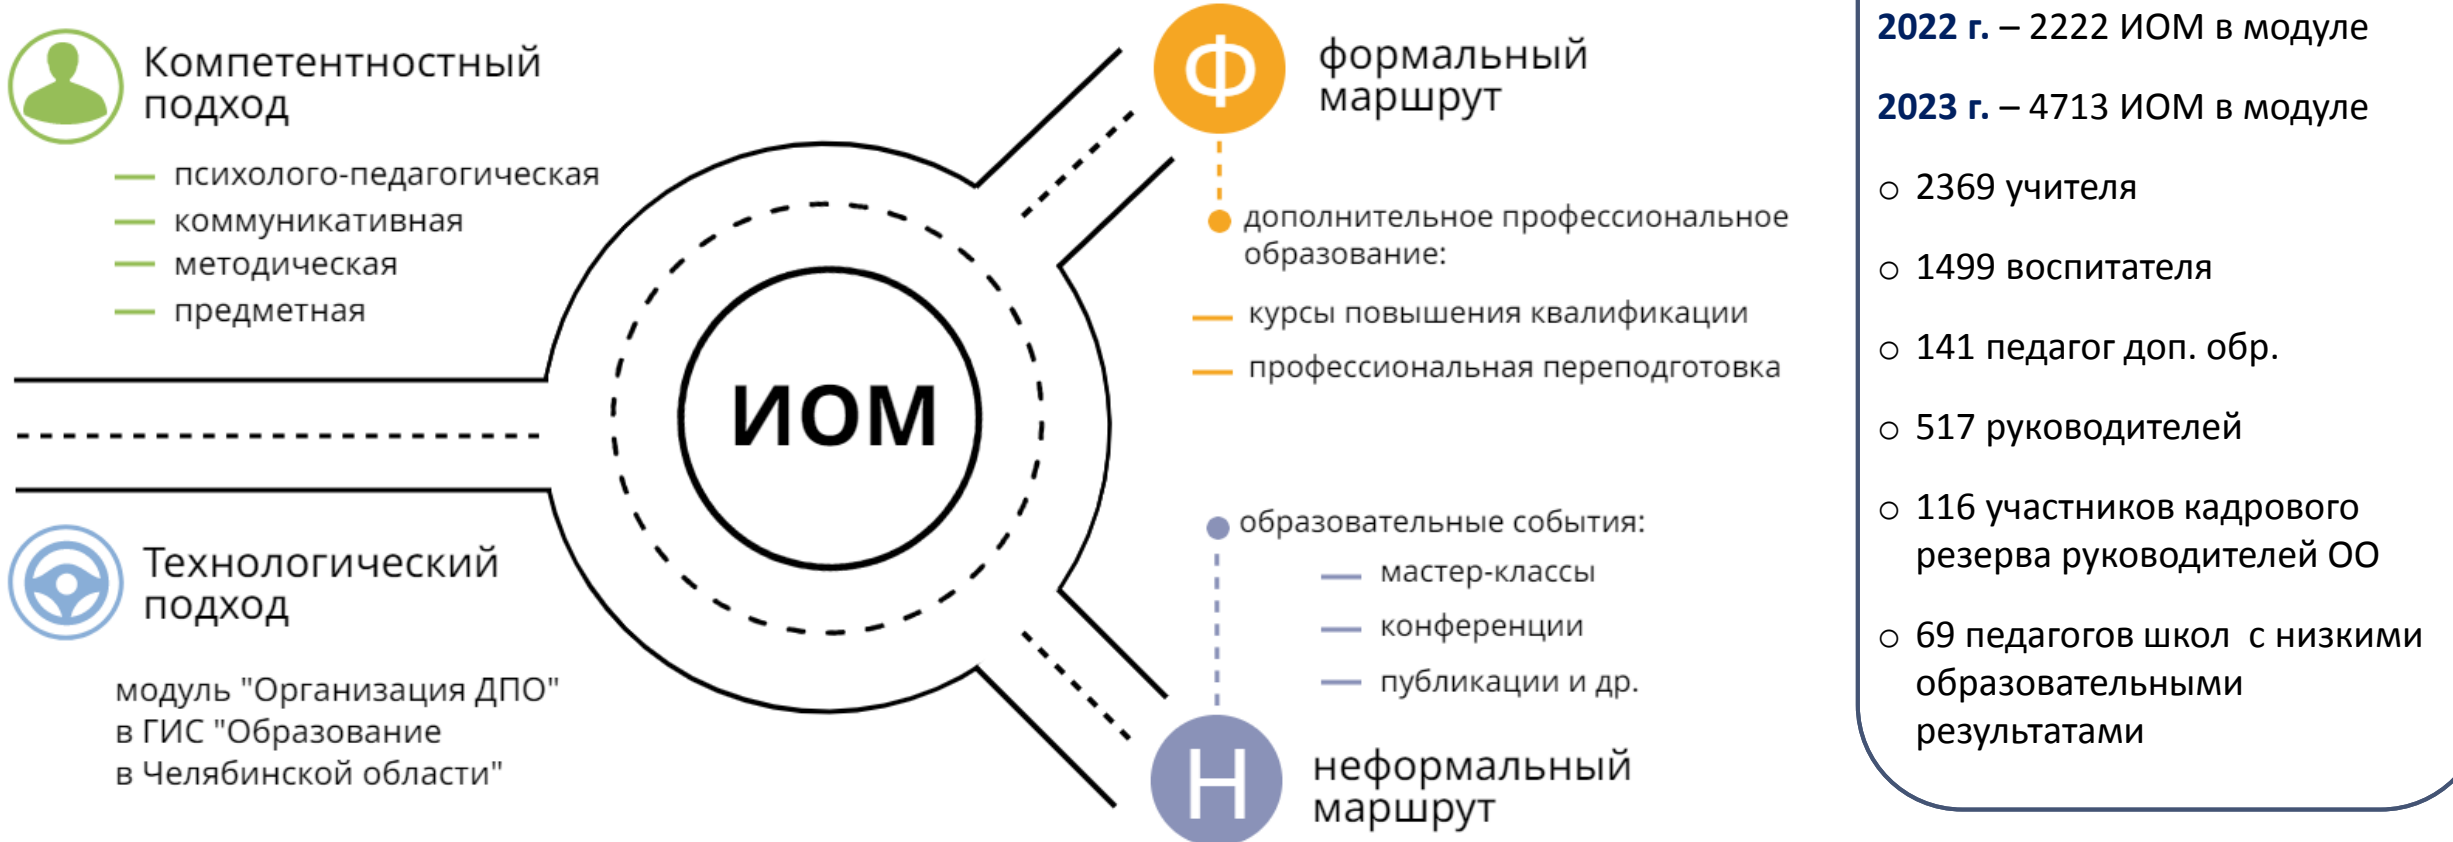 Компетентностный
подход
психолого-педагогическая
коммуникативная
методическая
предметная
Технологический
подход
модуль "Организация ДПО"
в ГИС "Образование
в Челябинской области"
ИОМ
Ф
формальный
маршрут
дополнительное профессиональное
образование:
курсы повышения квалификации
профессиональная переподготовка
образовательные события:
мастер-классы
конференции
публикации и др.
Н
неформальный
маршрут
2022 г. – 2222 ИОМ в модуле
2023 г. – 4713 ИОМ в модуле
○ 2369 учителя
○ 1499 воспитателя
○ 141 педагог доп. обр.
○ 517 руководителей
○ 116 участников кадрового
резерва руководителей ОО
○ 69 педагогов школ с низкими
образовательными
результатами